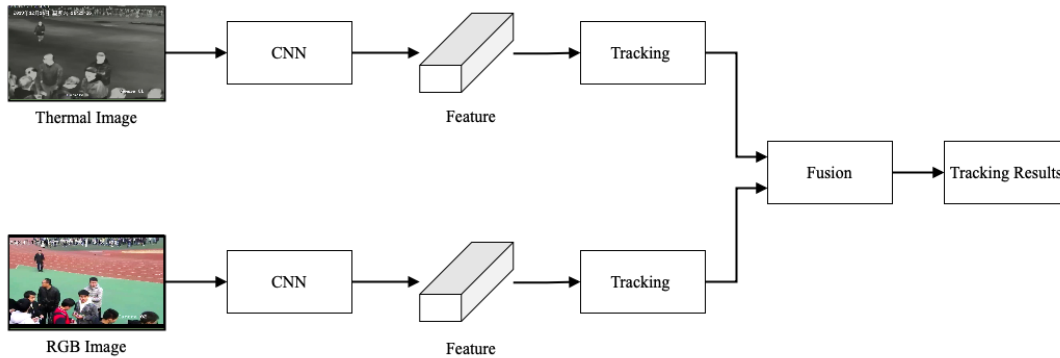 Thermal Image
CNN
Feature
Tracking
Fusion
Tracking Results
RGB Image
CNN
Feature
Tracking